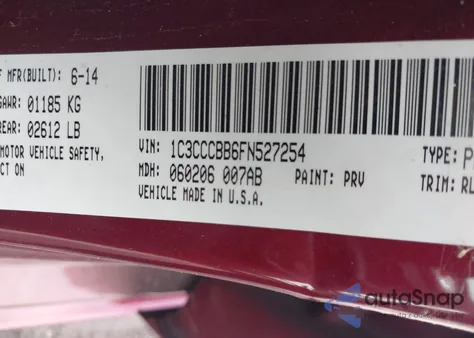 F MFR(BUILT): 6-14
GAWR: 01185 KG
REAR: 02612 LB
MOTOR VEHICLE SAFETY,
CT ON
VIN: 1C3CCCBB6FN527254
TYPE: P
MDH: 060206 007AB PAINT: PRV
TRIM: RL
VEHICLE MADE IN U.S.A.
autoSnap